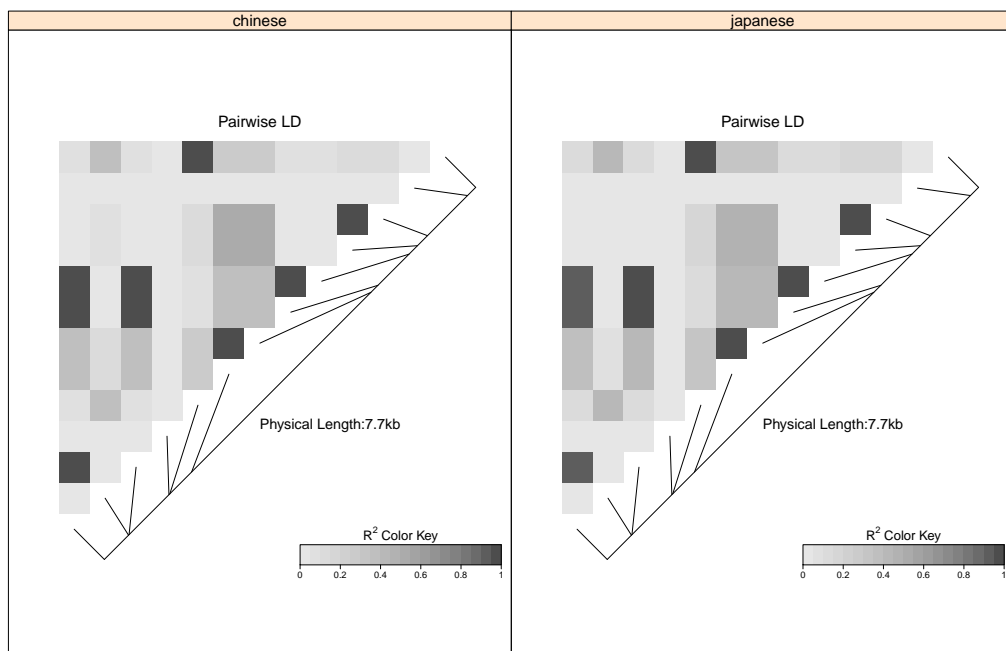 chinese
japanese
Pairwise LD
Pairwise LD
Physical Length:7.7kb
Physical Length:7.7kb
R² Color Key
R² Color Key
0 0.2 0.4 0.6 0.8 1
0 0.2 0.4 0.6 0.8 1